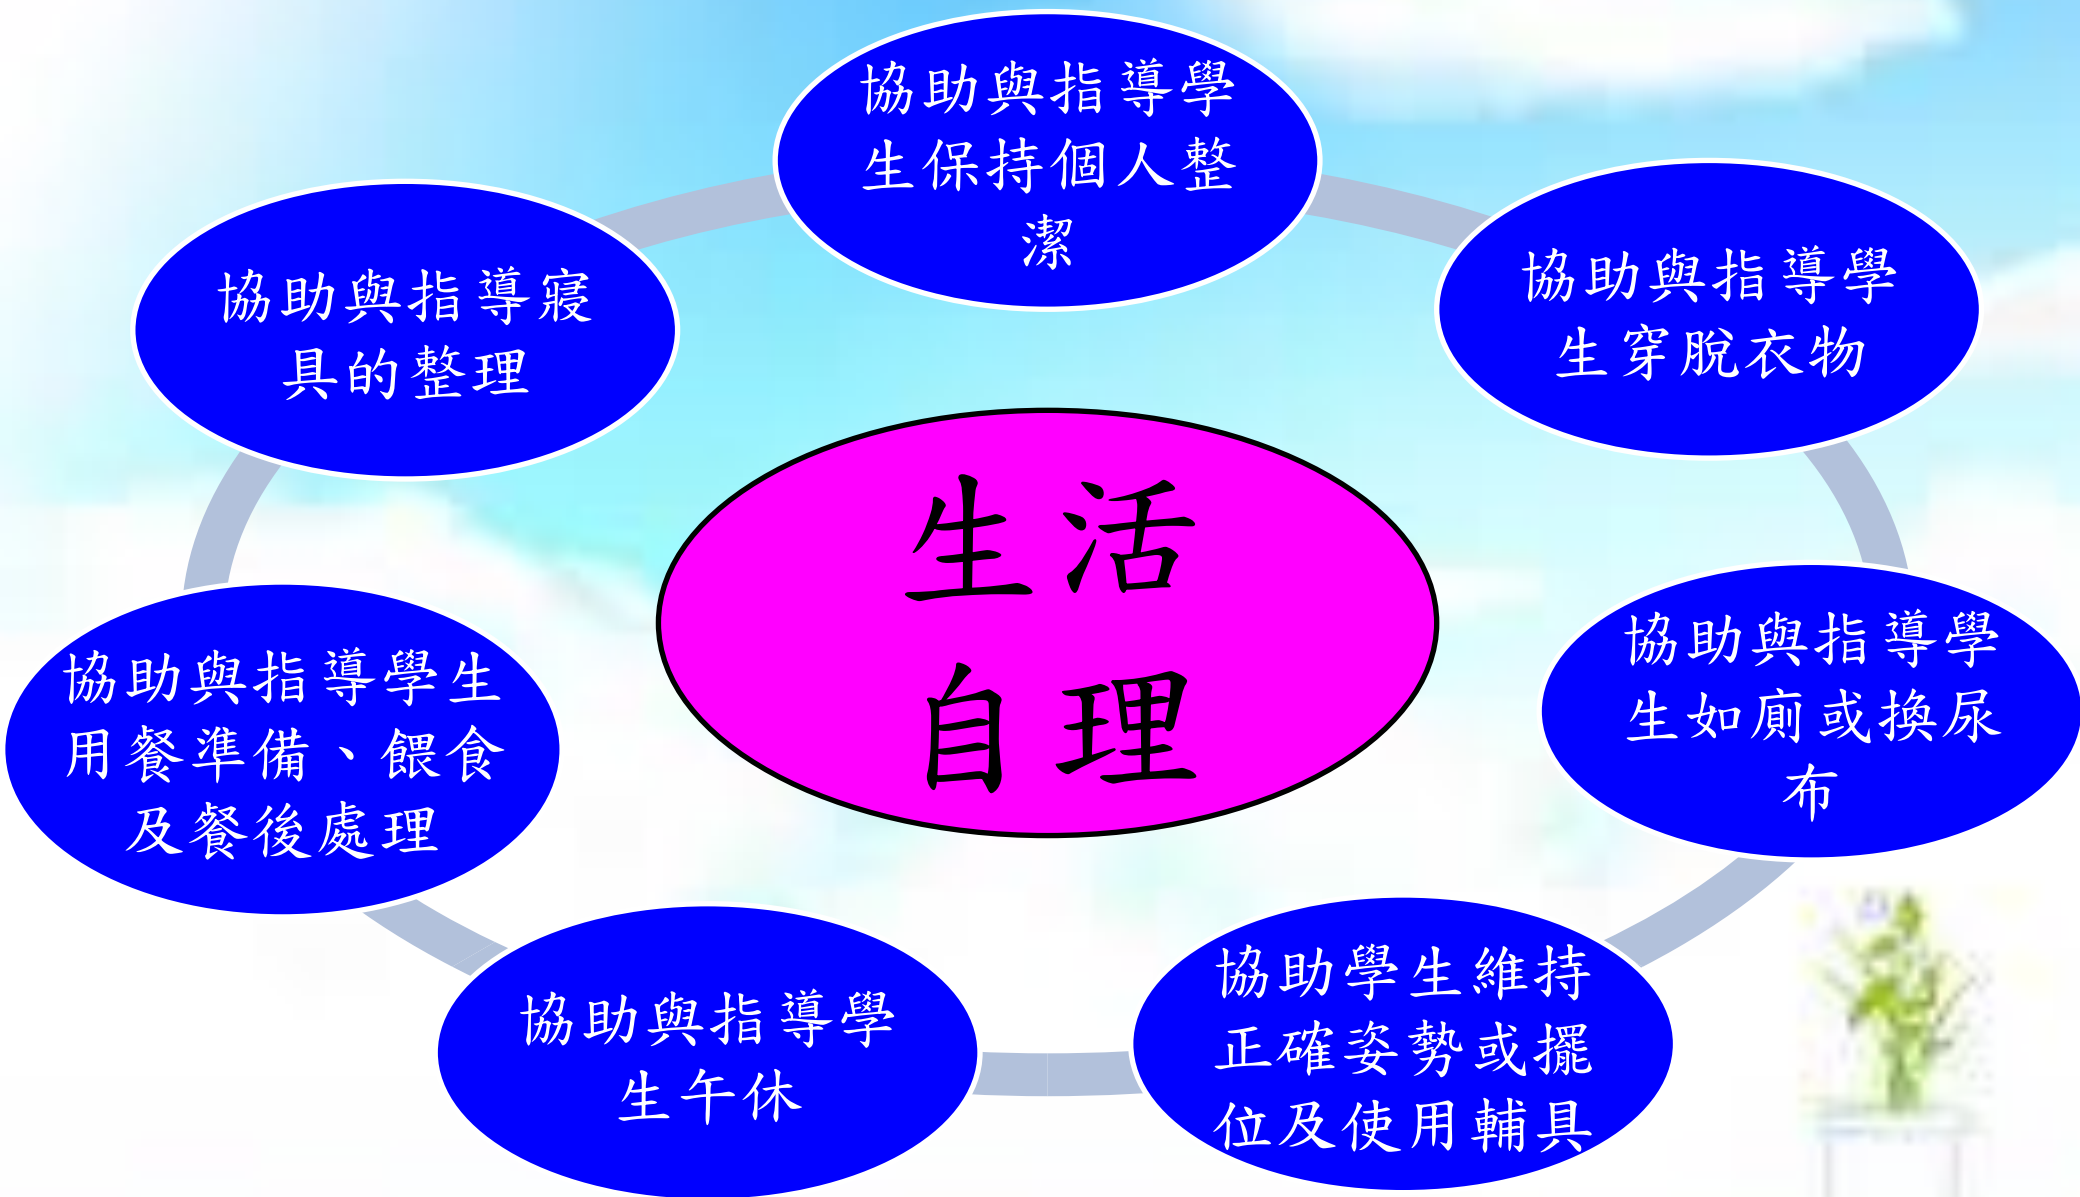 協助與指導學
生保持個人整
潔
協助與指導學
生穿脫衣物
協助與指導學
生如廁或換尿
布
協助學生維持
正確姿勢或擺
位及使用輔具
協助與指導學
生午休
協助與指導學生
用餐準備、餵食
及餐後處理
協助與指導寢
具的整理
生活
自理